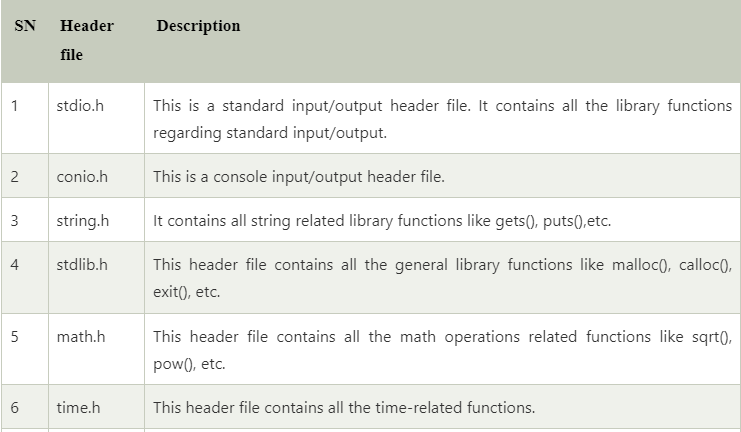 SN Header file Description
1 stdio.h This is a standard input/output header file. It contains all the library functions
regarding standard input/output.
2 conio.h This is a console input/output header file.
3 string.h It contains all string related library functions like gets(), puts(),etc.
4 stdlib.h This header file contains all the general library functions like malloc(), calloc(),
exit(), etc.
5 math.h This header file contains all the math operations related functions like sqrt(),
pow(), etc.
6 time.h This header file contains all the time-related functions.